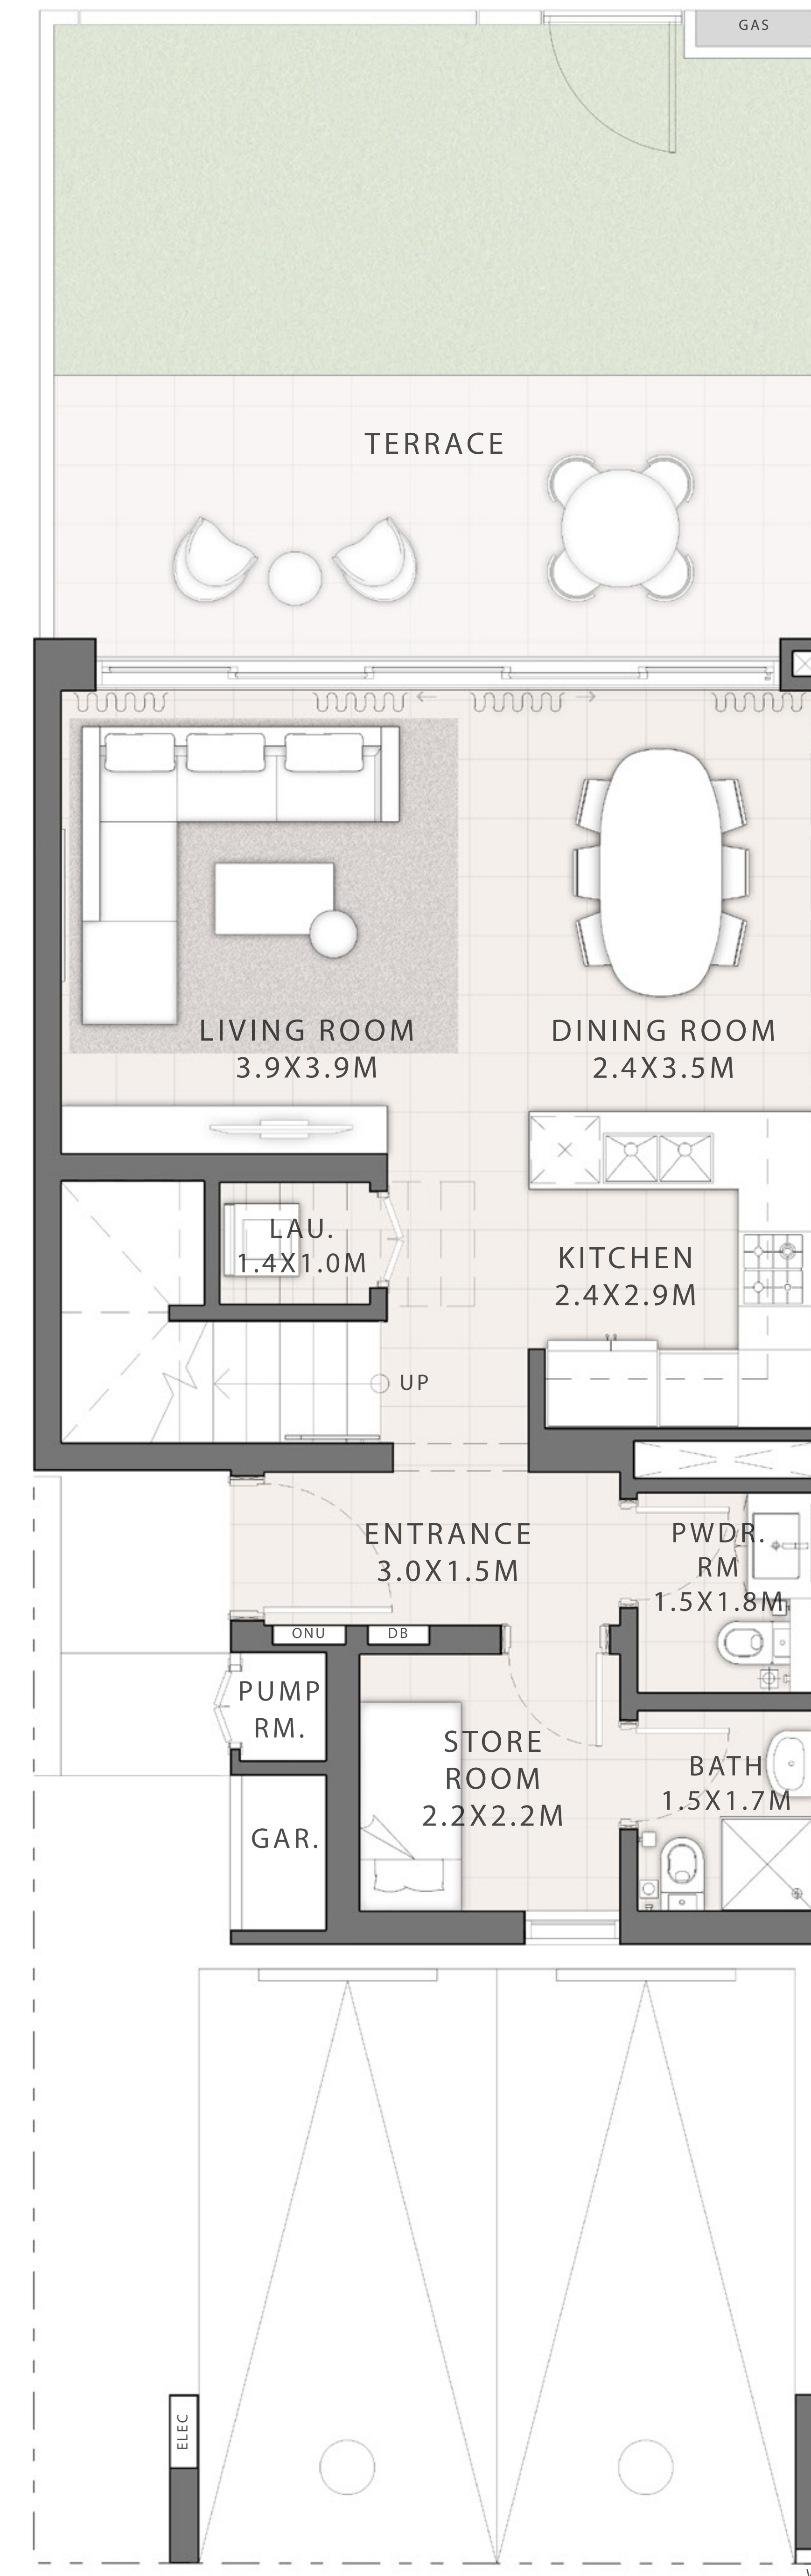 GAS
TERRACE
LIVING ROOM
3.9X3.9M
DINING ROOM
2.4X3.5M
LAU.
1.4X1.0M
KITCHEN
2.4X2.9M
UP
ENTRANCE
3.0X1.5M
PWDR.
RM
1.5X1.8M
ONU
DB
PUMP
RM.
STORE
ROOM
2.2X2.2M
BATH
1.5X1.7M
GAR.
ELEC